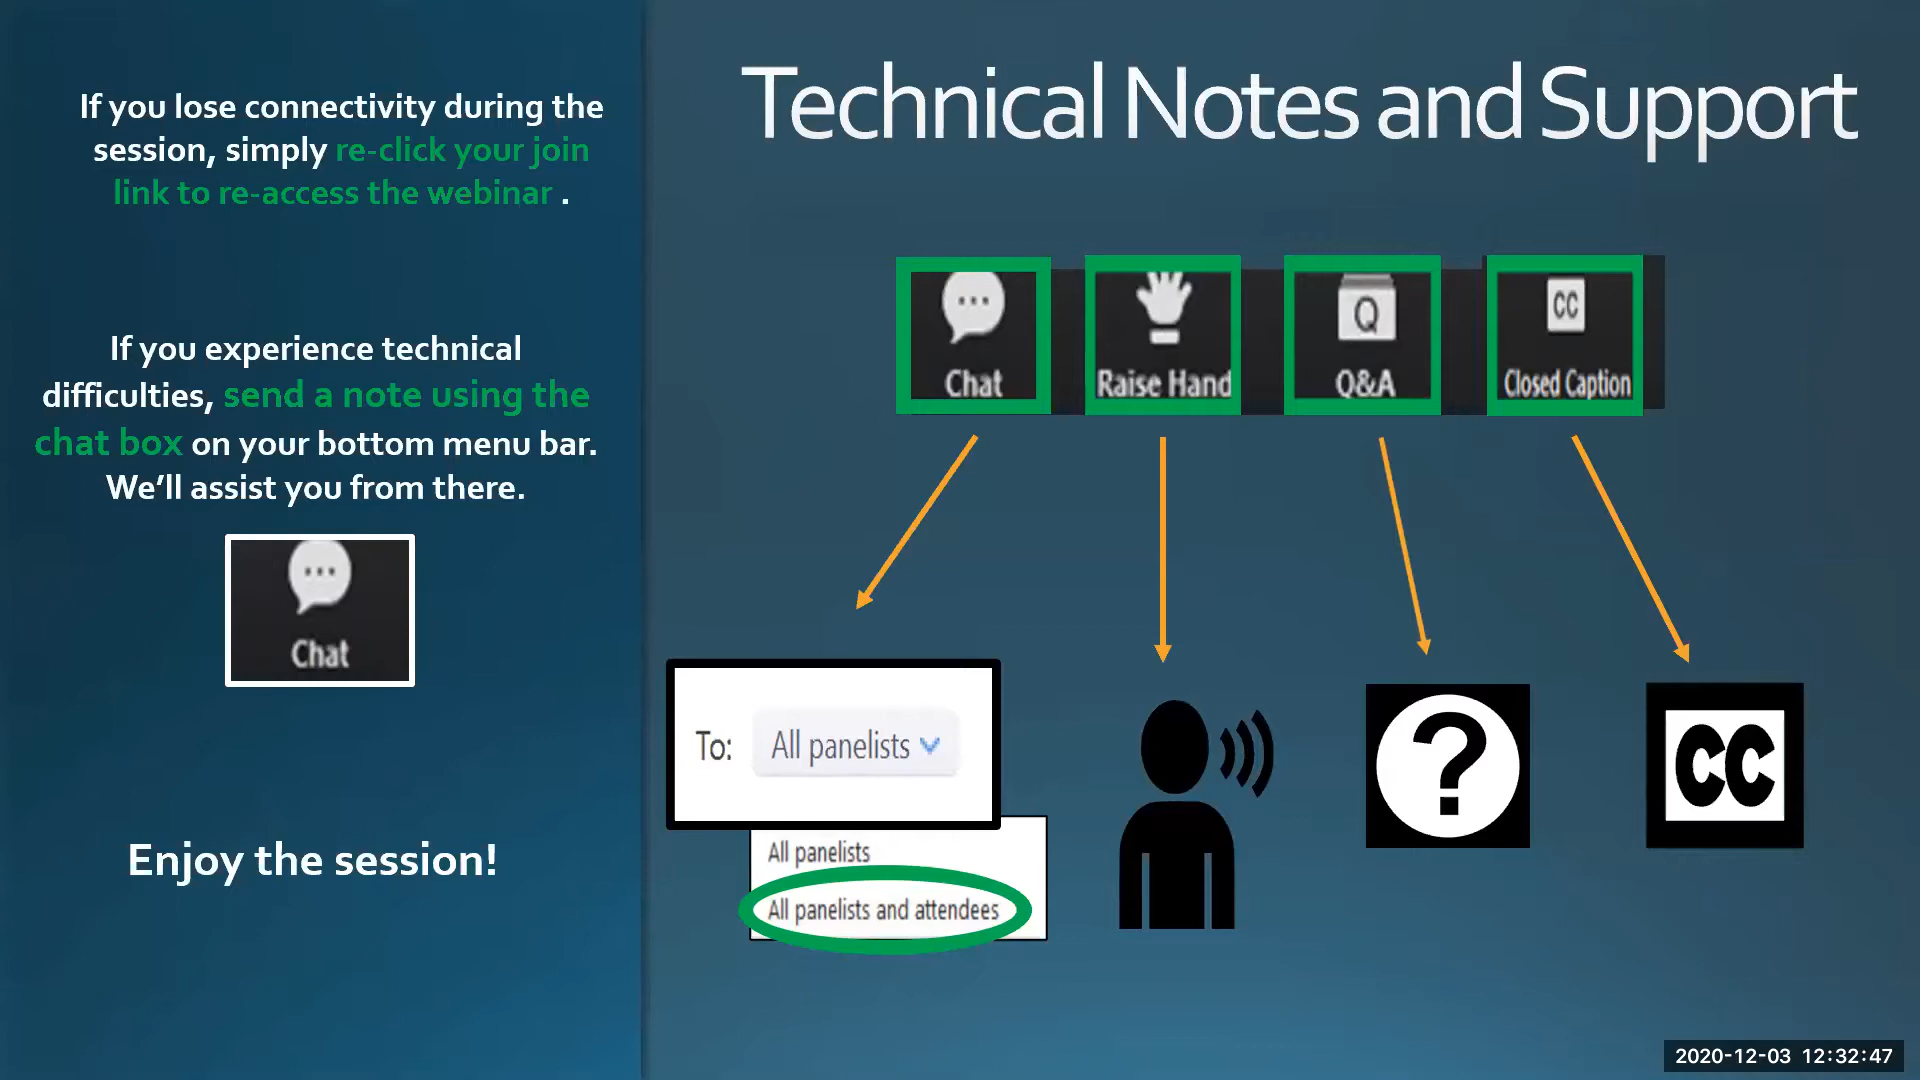 If you lose connectivity during the
session, simply re-click your join
link to re-access the webinar .
If you experience technical
difficulties, send a note using the
chat box on your bottom menu bar.
We'll assist you from there.
Chat
Enjoy the session!
Technical Notes and Support
Chat
Raise Hand
Q
Q&A
CC
Closed Caption
To: All panelists
All panelists
All panelists and attendees
?
CC
2020-12-03 12:32:47